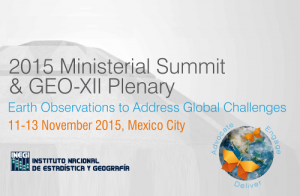 2015 Ministerial Summit
& GEO-XII Plenary
Earth Observations to Address Global Challenges
11-13 November 2015, Mexico City
INEGI
INSTITUTO NACIONAL
DE ESTADÍSTICA Y GEOGRAFÍA
Advocate
Engage
Deliver